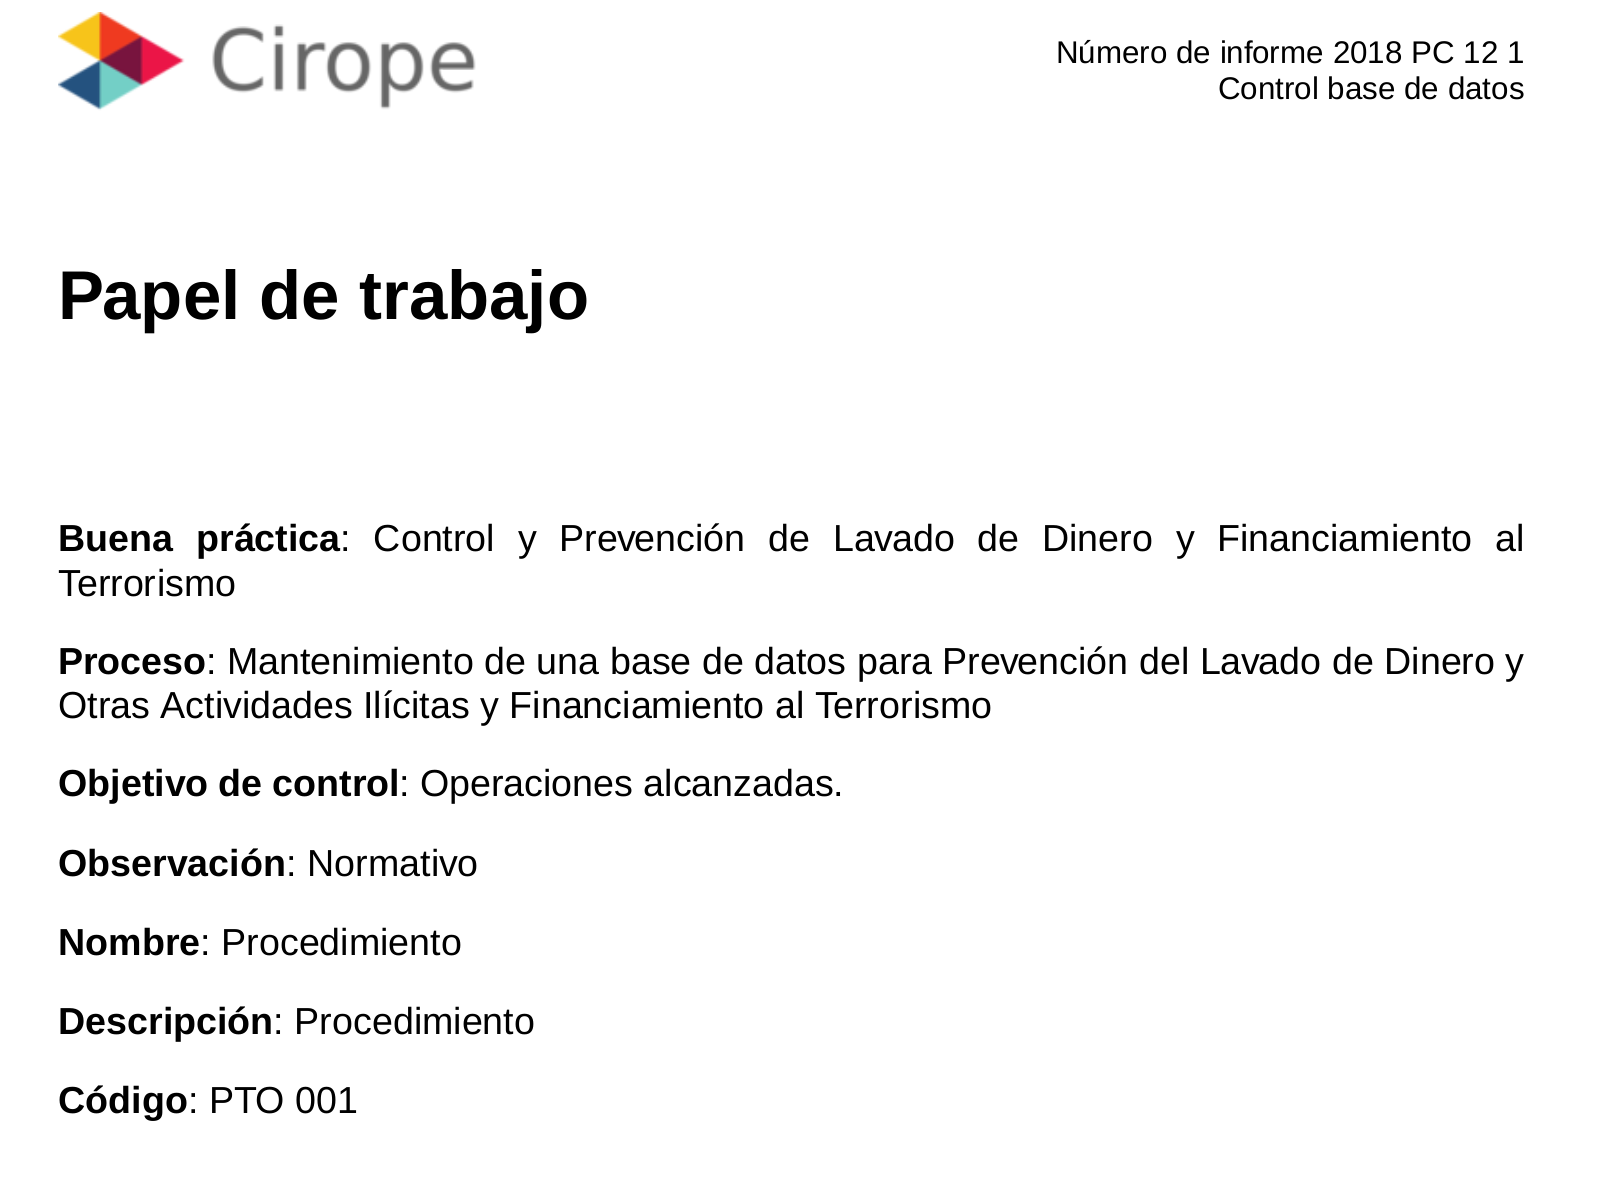 Cirope
Número de informe 2018 PC 12 1
Control base de datos
Papel de trabajo
Buena práctica: Control y Prevención de Lavado de Dinero y Financiamiento al
Terrorismo
Proceso: Mantenimiento de una base de datos para Prevención del Lavado de Dinero y
Otras Actividades Ilícitas y Financiamiento al Terrorismo
Objetivo de control: Operaciones alcanzadas.
Observación: Normativo
Nombre: Procedimiento
Descripción: Procedimiento
Código: PTO 001